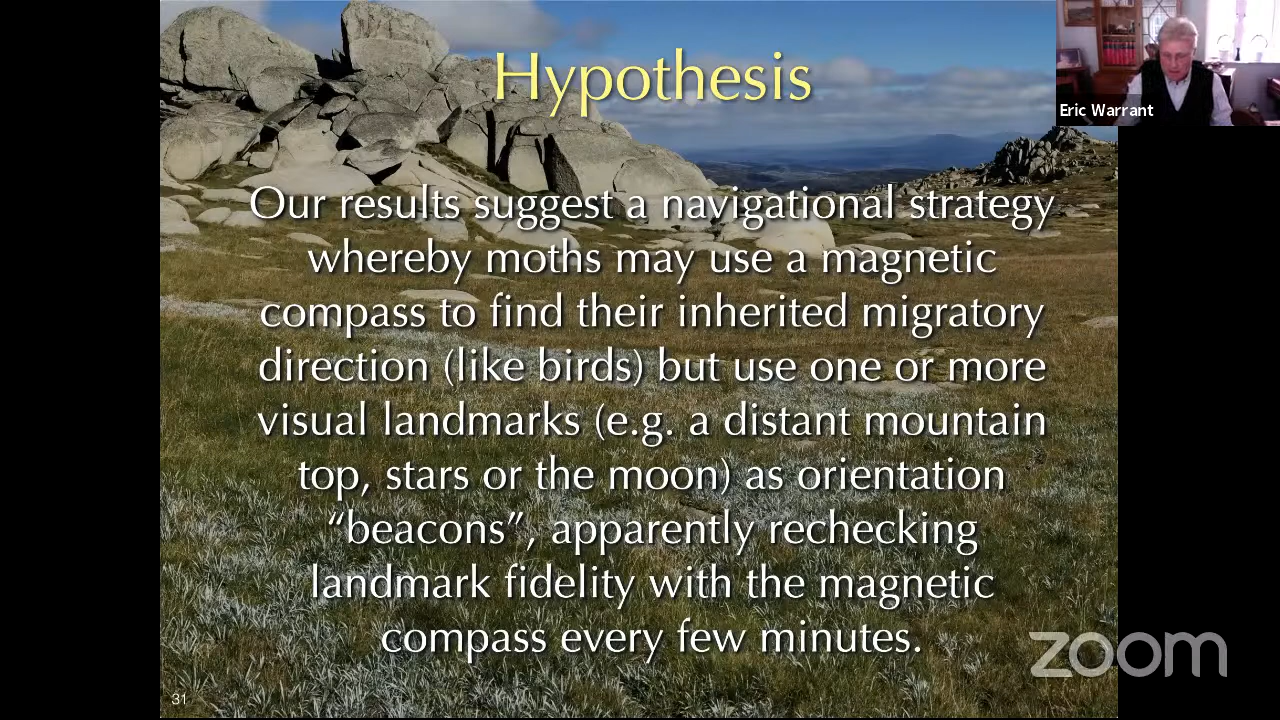 Hypothesis
Eric Warrant
Our results suggest a navigational strategy
whereby moths may use a magnetic
compass to find their inherited migratory
direction (like birds) but use one or more
visual landmarks (e.g. a distant mountain
top, stars or the moon) as orientation
“beacons”, apparently rechecking
landmark fidelity with the magnetic
compass every few minutes.
zoom
31